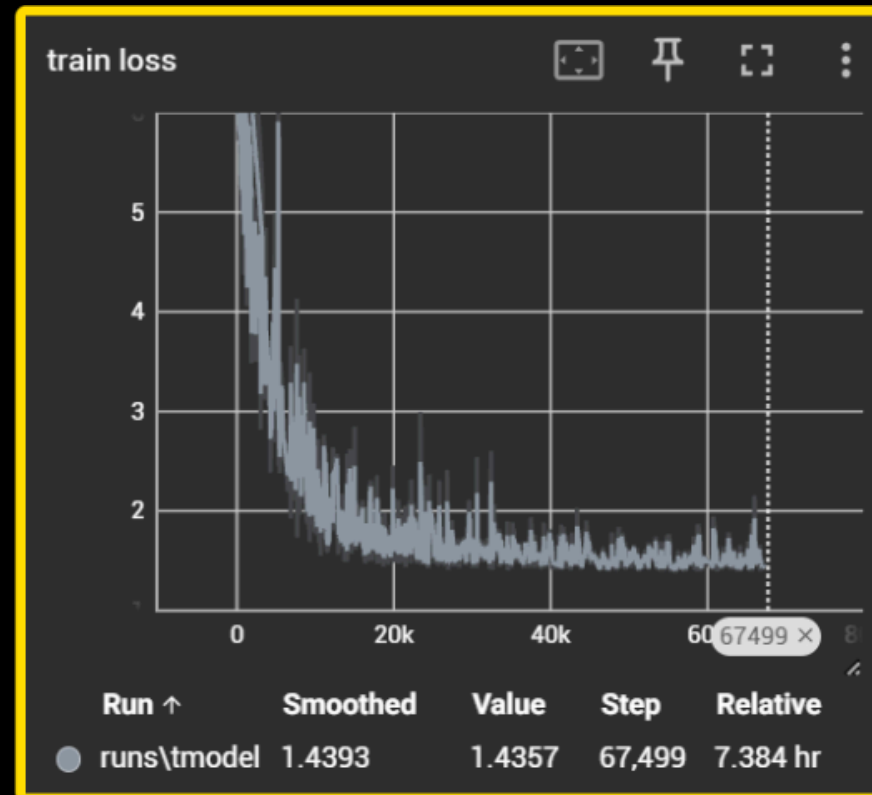 train loss
5
4
3
2
0 20k 40k 60 67499 × 8
Run ↑ Smoothed Value Step Relative
runs\tmodel 1.4393 1.4357 67,499 7.384 hr